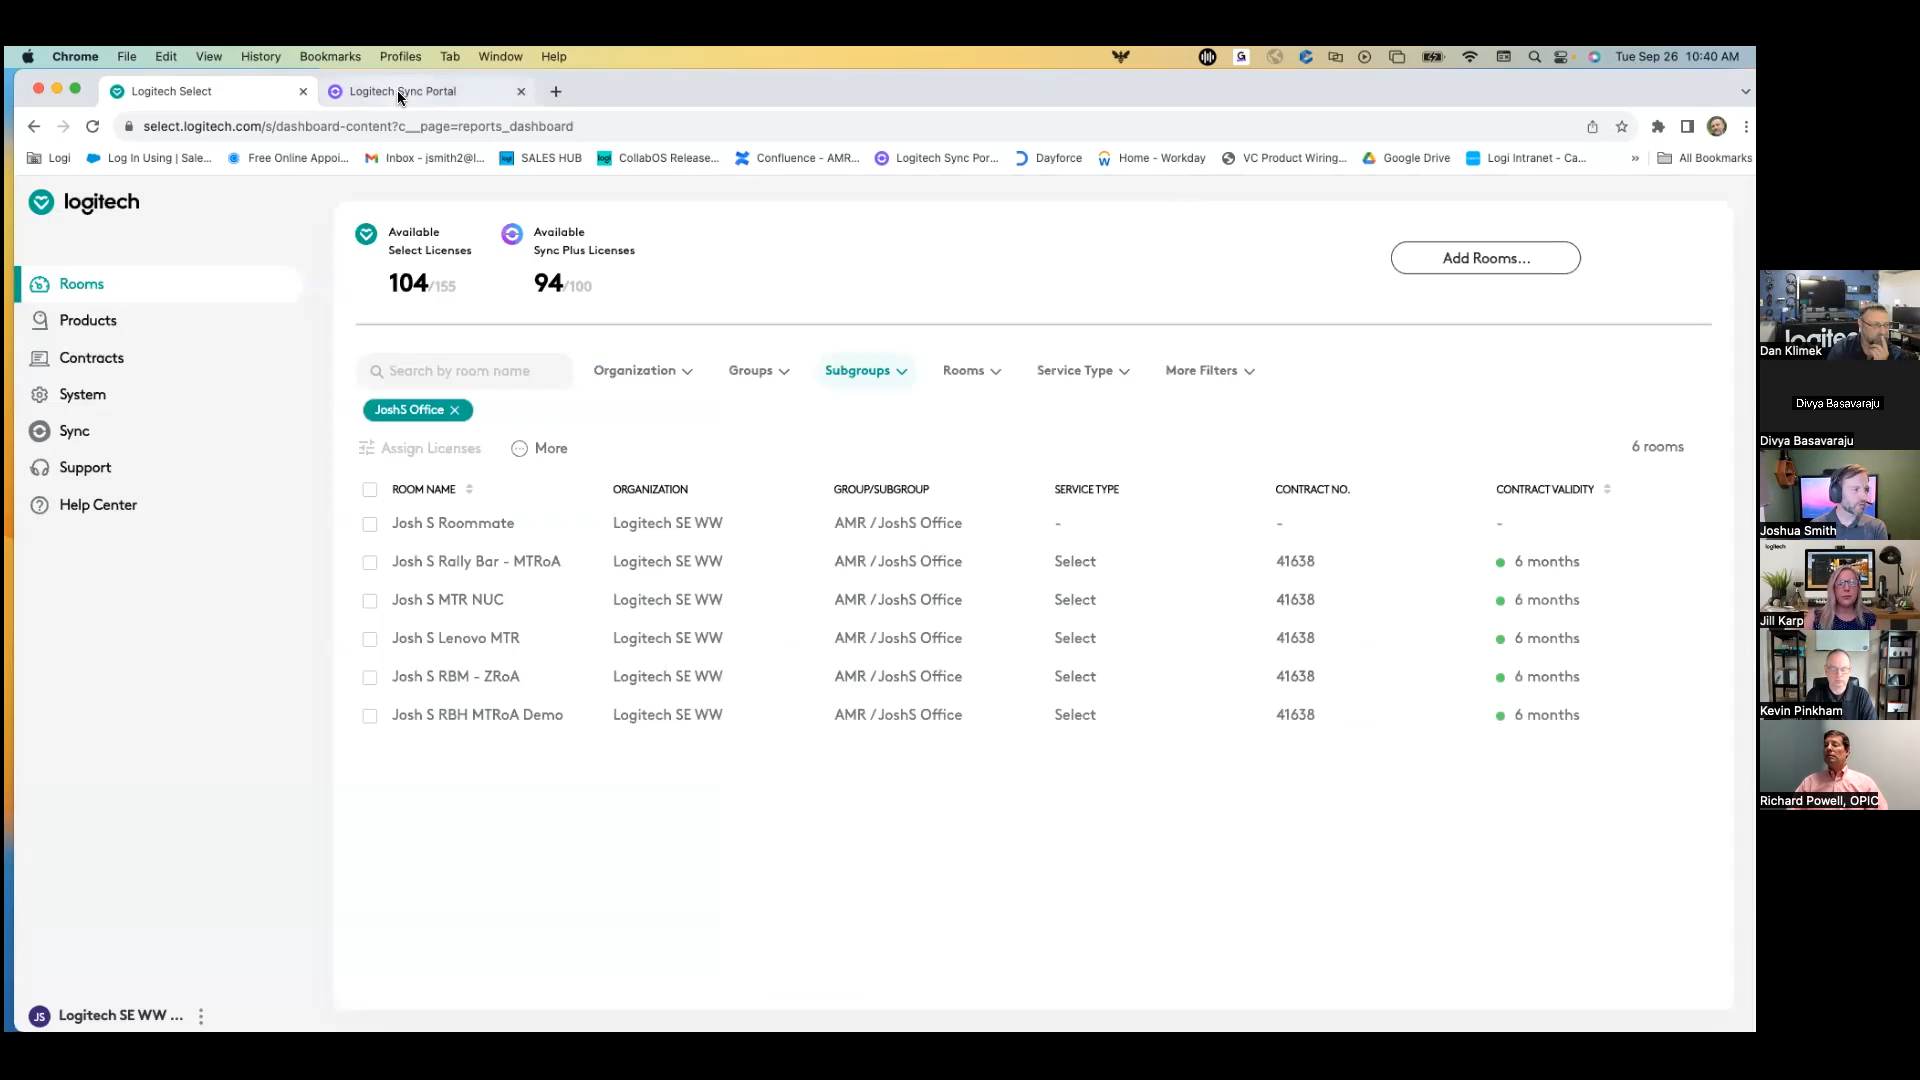 Chrome File Edit View History Bookmarks Profiles Tab Window Help Tue Sep 26 10:40 AM
Logitech Select Logitech Sync Portal
select.logitech.com/s/dashboard-content?c__page=reports_dashboard
Logi Log In Using | Sale... Free Online Appoi... Inbox - jsmith2@l... SALES HUB CollabOS Release... Confluence - AMR... Logitech Sync Por... Dayforce Home - Workday VC Product Wiring... Google Drive Logi Intranet - Ca... » All Bookmarks
logitech
Rooms
Products
Contracts
System
Sync
Support
Help Center
JS Logitech SE WW ...
Available
Select Licenses
104/155
Available
Sync Plus Licenses
94/100
Add Rooms...
Search by room name Organization Groups Subgroups Rooms Service Type More Filters
JoshS Office
Assign Licenses More 6 rooms
ROOM NAME ORGANIZATION GROUP/SUBGROUP SERVICE TYPE CONTRACT NO. CONTRACT VALIDITY
Josh S Roommate Logitech SE WW AMR / JoshS Office - - -
Josh S Rally Bar - MTRoA Logitech SE WW AMR / JoshS Office Select 41638 6 months
Josh S MTR NUC Logitech SE WW AMR / JoshS Office Select 41638 6 months
Josh S Lenovo MTR Logitech SE WW AMR / JoshS Office Select 41638 6 months
Josh S RBM - ZRoA Logitech SE WW AMR / JoshS Office Select 41638 6 months
Josh S RBH MTRoA Demo Logitech SE WW AMR / JoshS Office Select 41638 6 months
Dan Klimek
Divya Basavaraju
Divya Basavaraju
Joshua Smith
logitech
Jill Karp
Kevin Pinkham
Richard Powell, OPIC